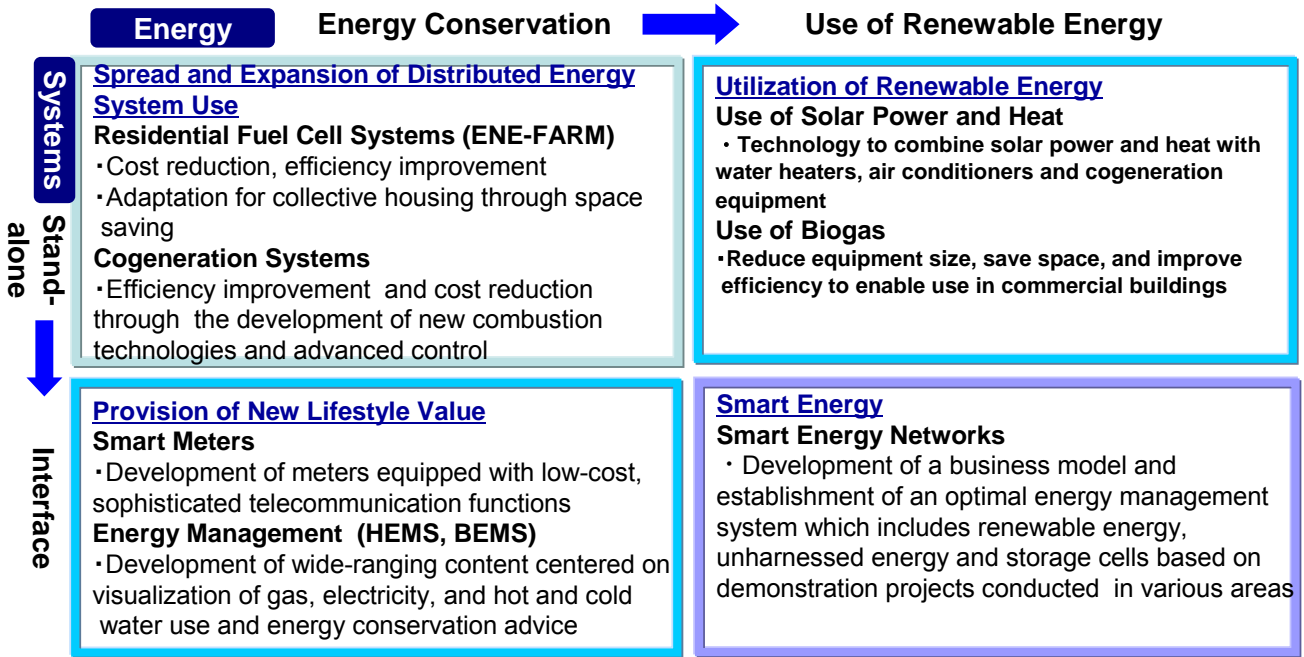 Energy
Energy Conservation
Use of Renewable Energy
Systems
Stand-
alone
Interface
Spread and Expansion of Distributed Energy
System Use
Residential Fuel Cell Systems (ENE-FARM)
・Cost reduction, efficiency improvement
・Adaptation for collective housing through space
saving
Cogeneration Systems
・Efficiency improvement and cost reduction
through the development of new combustion
technologies and advanced control
Utilization of Renewable Energy
Use of Solar Power and Heat
・Technology to combine solar power and heat with
water heaters, air conditioners and cogeneration
equipment
Use of Biogas
・Reduce equipment size, save space, and improve
efficiency to enable use in commercial buildings
Provision of New Lifestyle Value
Smart Meters
・Development of meters equipped with low-cost,
sophisticated telecommunication functions
Energy Management (HEMS, BEMS)
・Development of wide-ranging content centered on
visualization of gas, electricity, and hot and cold
water use and energy conservation advice
Smart Energy
Smart Energy Networks
・Development of a business model and
establishment of an optimal energy management
system which includes renewable energy,
unharnessed energy and storage cells based on
demonstration projects conducted in various areas